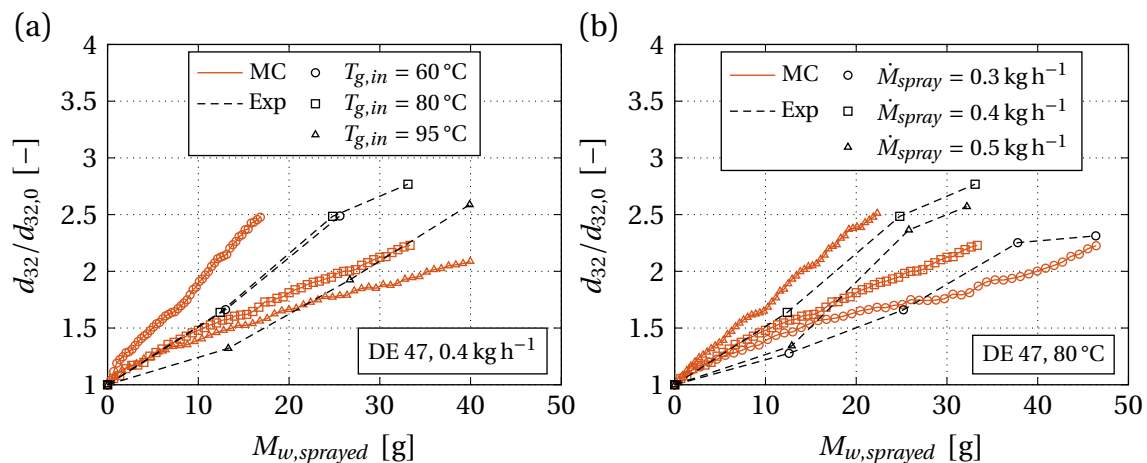 (a)
4
3.5
3
2.5
2
1.5
1
0 10 20 30 40 50
d32/d32,0 [−]
Mw,sprayed [g]
MC
Exp
Tg,in = 60 °C
Tg,in = 80 °C
Tg,in = 95 °C
DE 47, 0.4 kg h⁻¹
(b)
4
3.5
3
2.5
2
1.5
1
0 10 20 30 40 50
d32/d32,0 [−]
Mw,sprayed [g]
MC
Exp
Ṁspray = 0.3 kg h⁻¹
Ṁspray = 0.4 kg h⁻¹
Ṁspray = 0.5 kg h⁻¹
DE 47, 80 °C